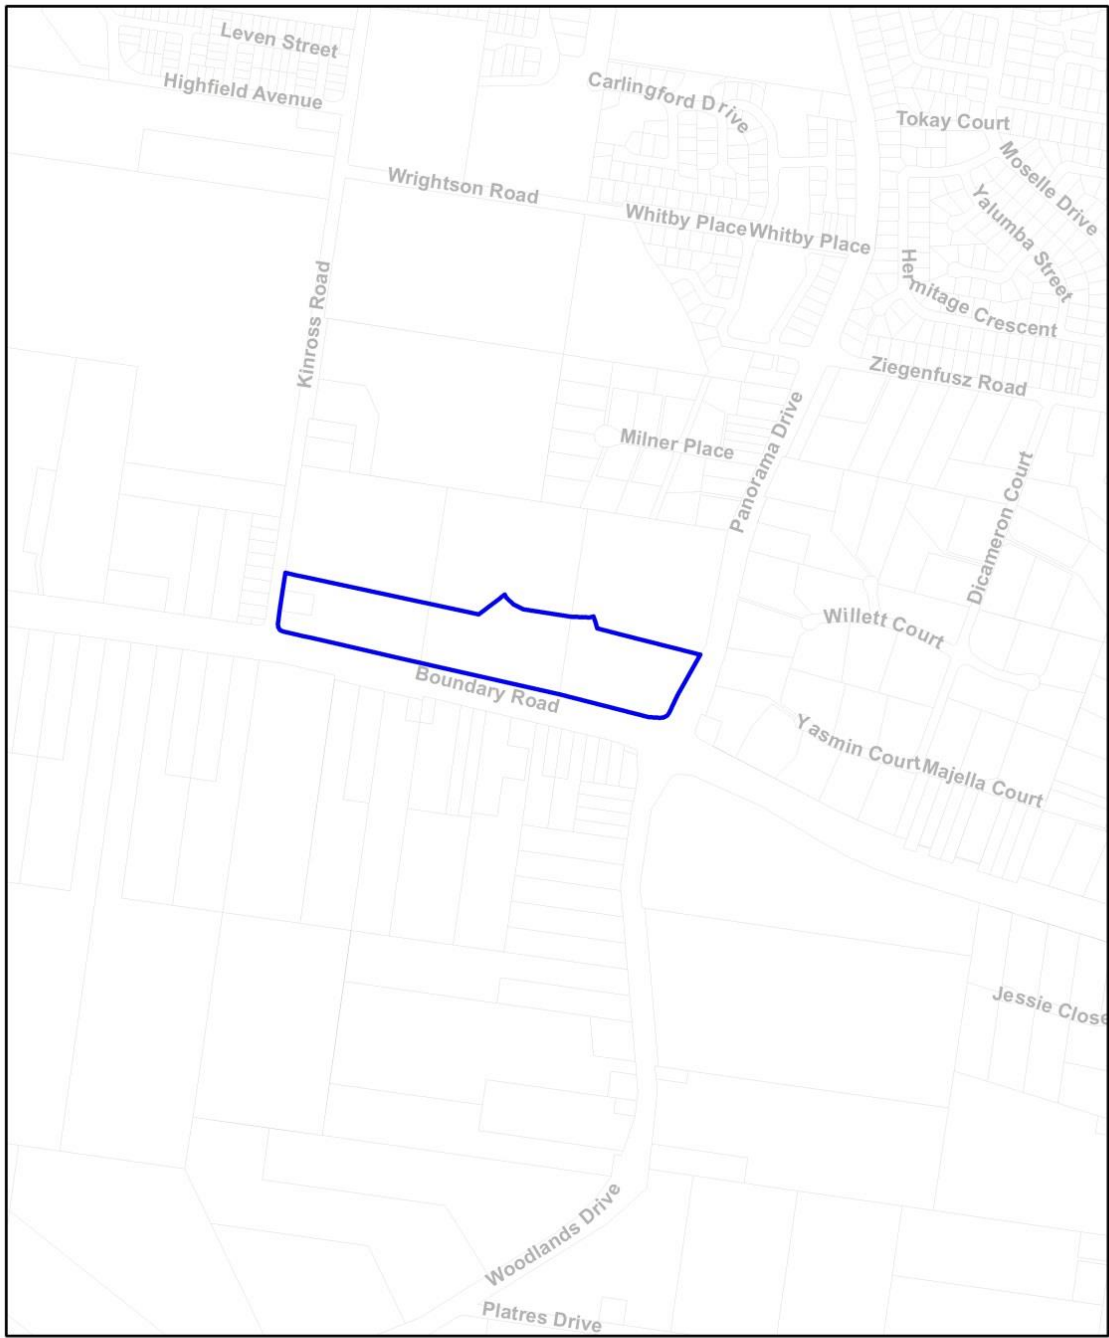 Leven Street
Highfield Avenue
Carlingford Drive
Tokay Court
Moselle Drive
Wrightson Road
Yalumba Street
Whitby Place
Whitby Place
Hermitage Crescent
Kinross Road
Ziegenfusz Road
Panorama Drive
Milner Place
Dicameron Court
Willett Court
Boundary Road
Yasmin Court
Majella Court
Jessie Close
Woodlands Drive
Platres Drive